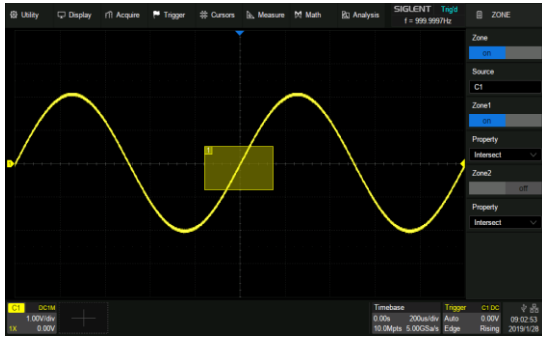 Utility Display Acquire Trigger Cursors Measure Math Analysis
SIGLENT Trig'd
f = 999.9997Hz
ZONE
Zone
on
Source
C1
Zone1
on
Property
Intersect
Zone2
off
Property
Intersect
1
C1 DC1M
1.00V/div
1X 0.00V
Timebase
0.00s 200us/div
10.0Mpts 5.00GSa/s
Trigger C1 DC
Auto 0.00V
Edge Rising
09:02:53
2019/1/28